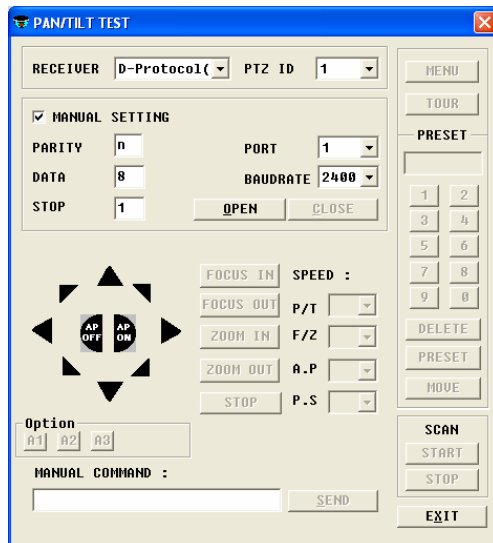 PAN/TILT TEST
RECEIVER D-Protocol( PTZ ID 1
MANUAL SETTING
PARITY n PORT 1
DATA 8 BAUDRATE 2400
STOP 1 OPEN CLOSE
AP OFF AP ON
FOCUS IN SPEED :
FOCUS OUT P/T
ZOOM IN F/Z
ZOOM OUT A.P
STOP P.S
Option
A1 A2 A3
MANUAL COMMAND :
SEND
MENU
TOUR
PRESET
1 2
3 4
5 6
7 8
9 0
DELETE
PRESET
MOVE
SCAN
START
STOP
EXIT